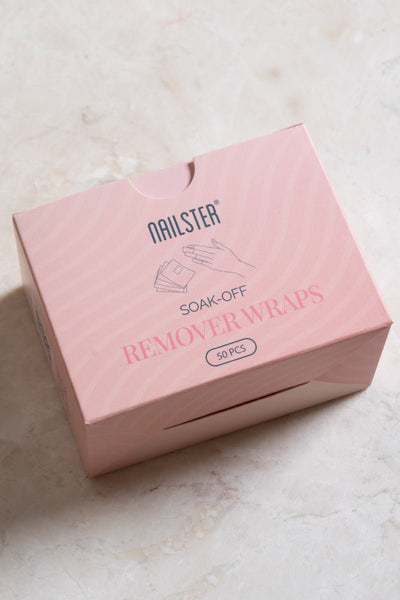 NAILSTER®
SOAK-OFF
REMOVER WRAPS
50 PCS